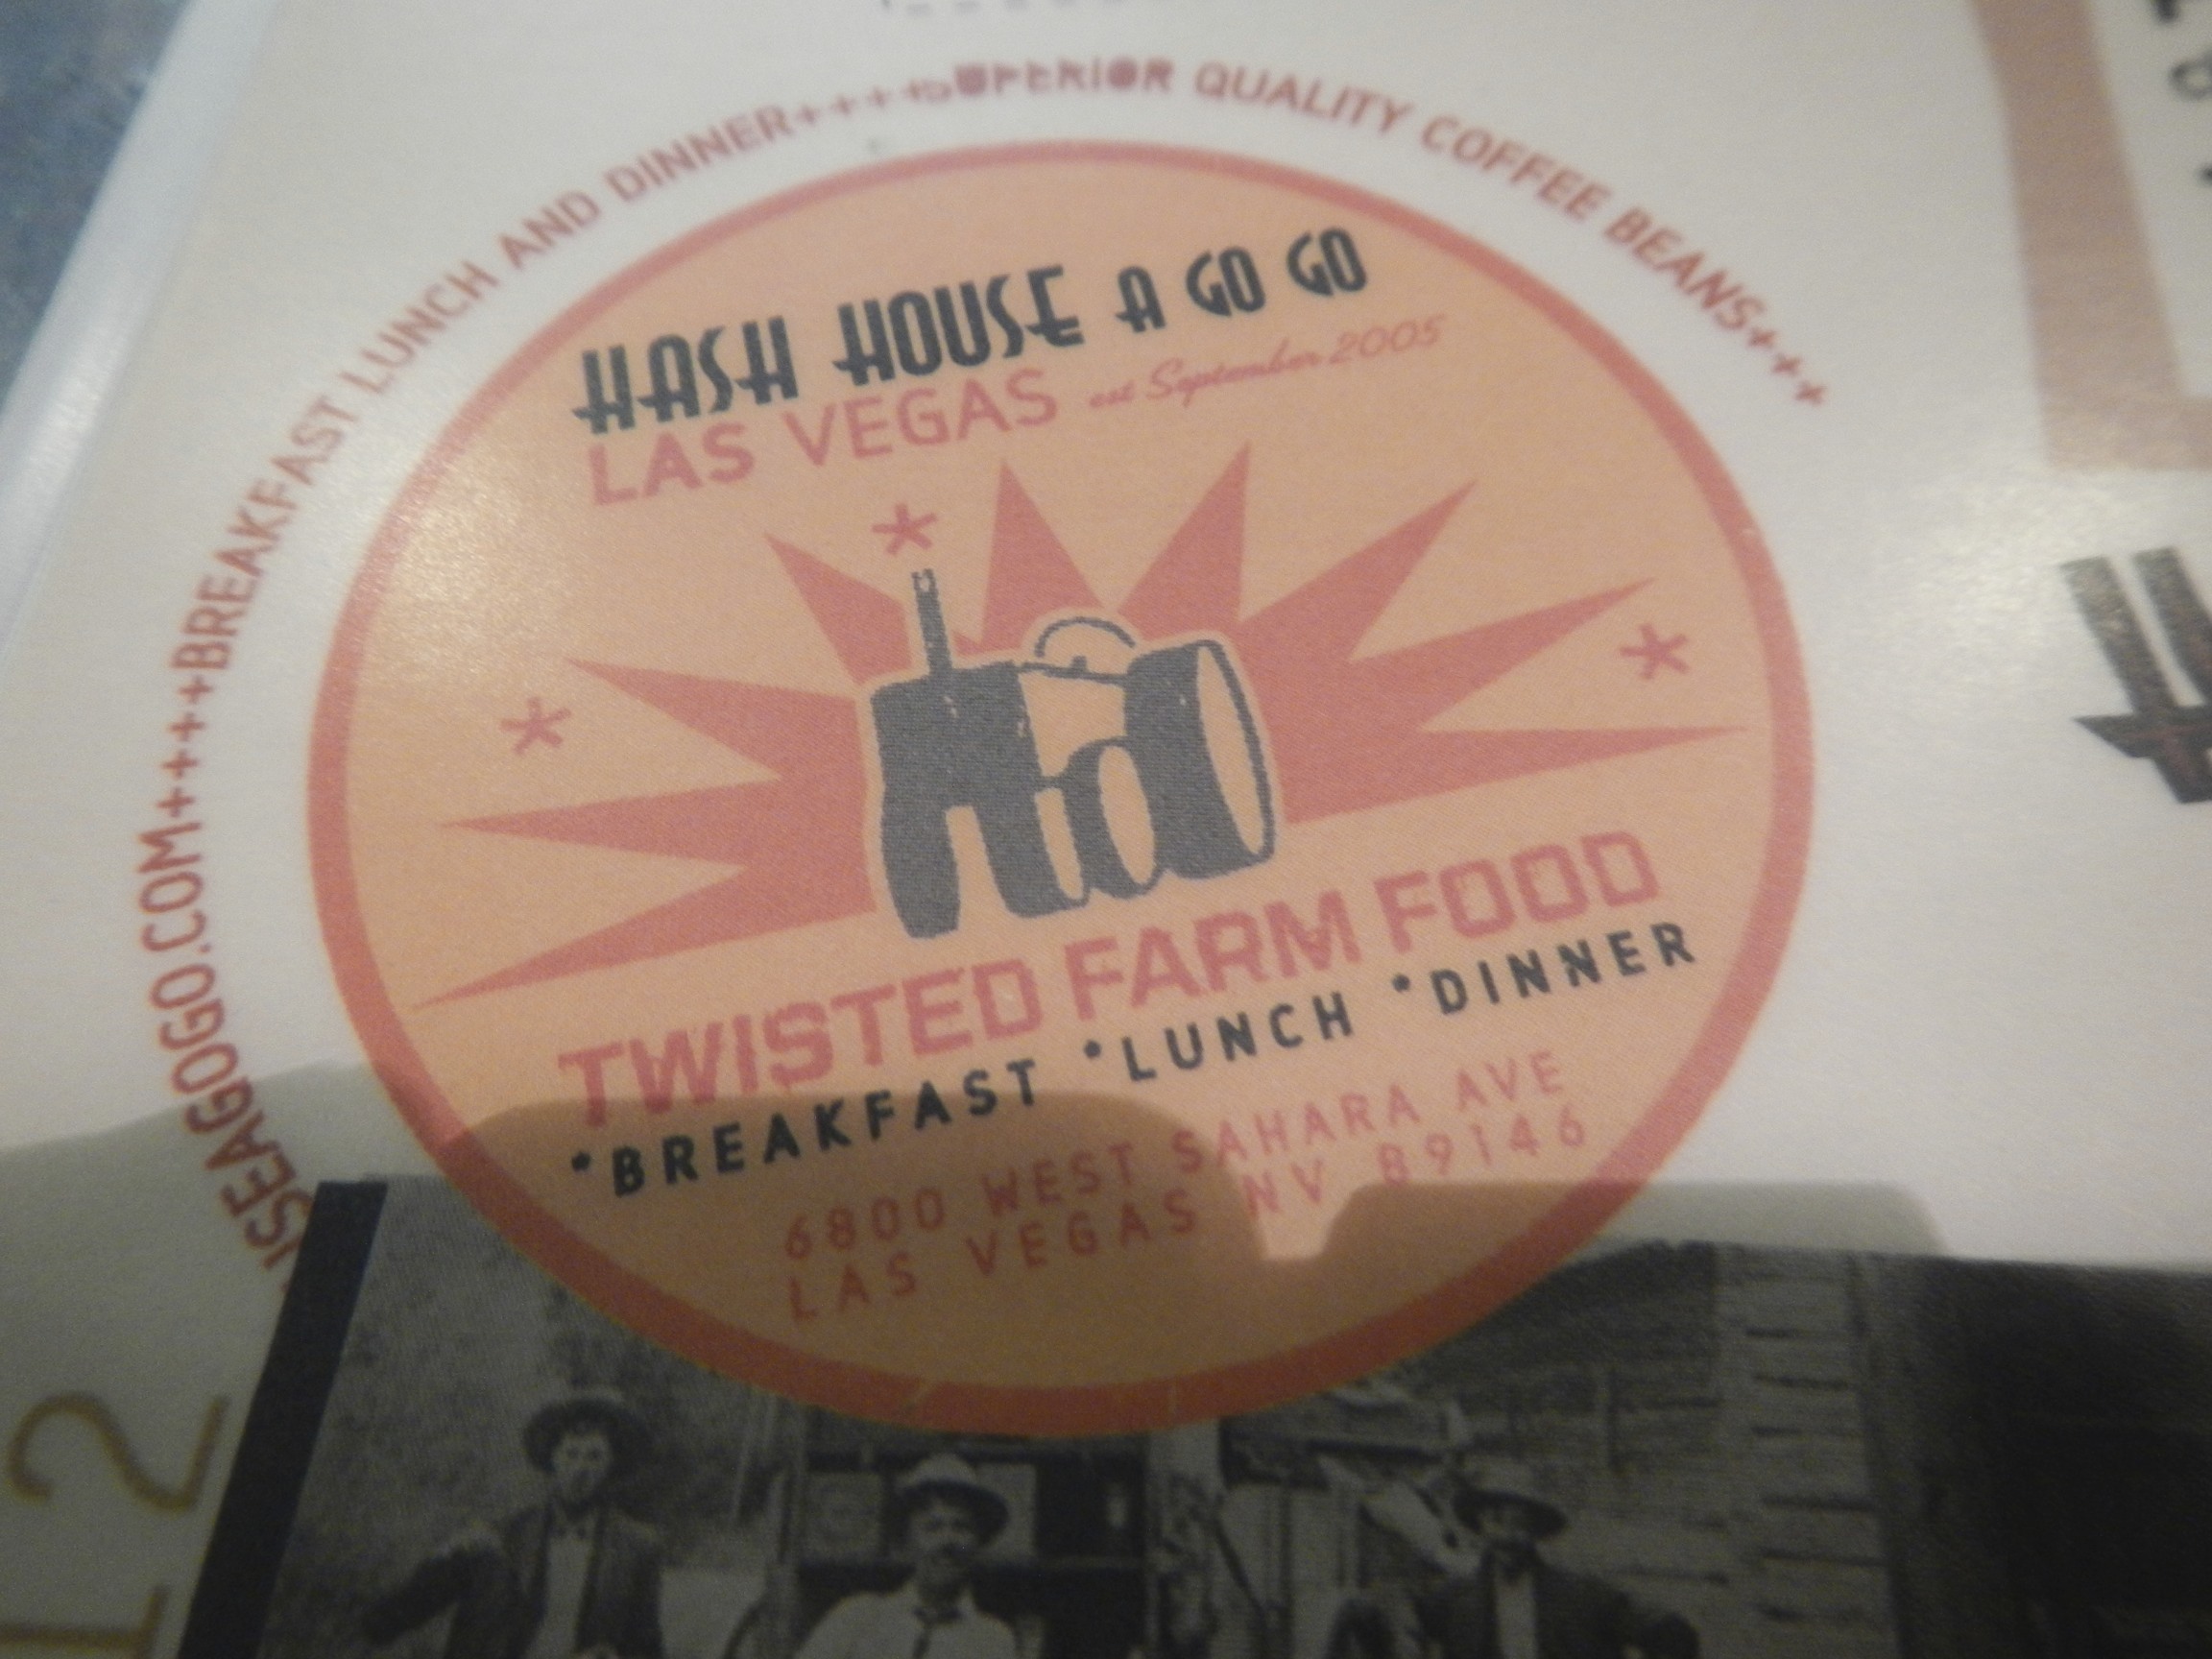 SEAGOGO.COM++++BREAKFAST LUNCH AND DINNER++++SUPERIOR QUALITY COFFEE BEANS+++
HASH HOUSE A GO GO
LAS VEGAS est September 2005
TWISTED FARM FOOD
*BREAKFAST *LUNCH *DINNER
6800 WEST SAHARA AVE
LAS VEGAS NV 89146
12